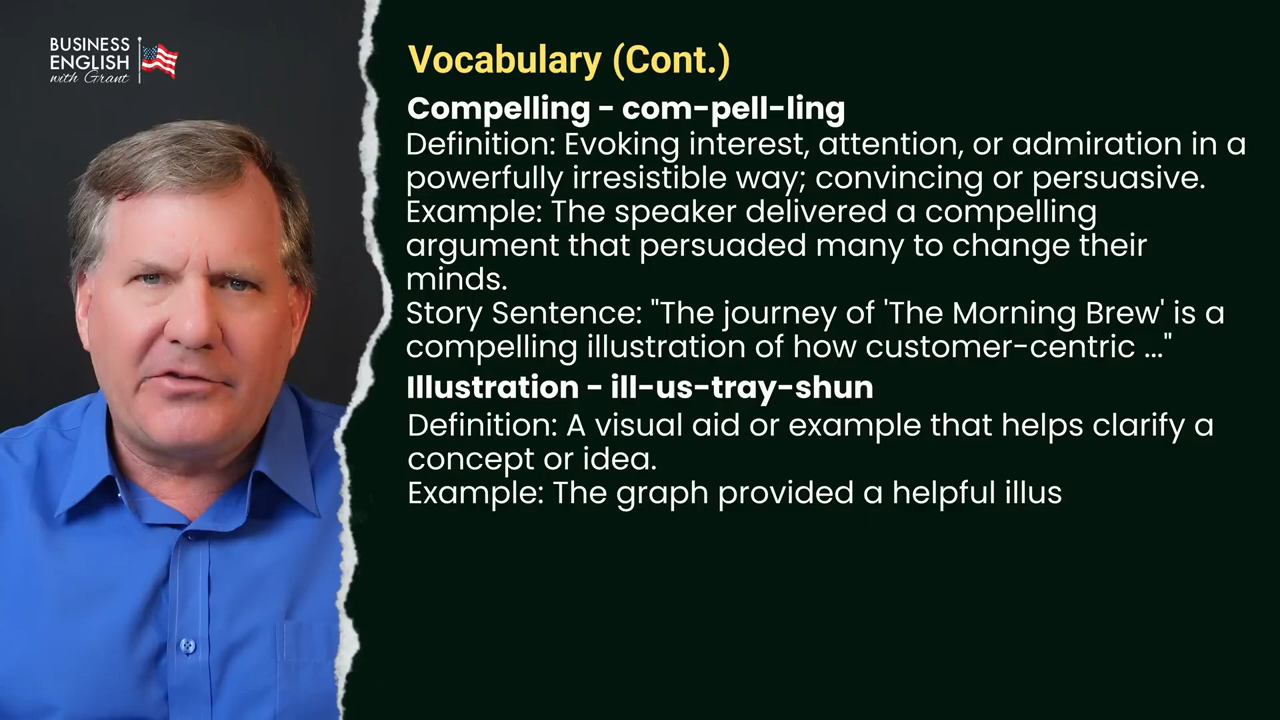 BUSINESS
ENGLISH
with Grant
Vocabulary (Cont.)
Compelling - com-pell-ling
Definition: Evoking interest, attention, or admiration in a
powerfully irresistible way; convincing or persuasive.
Example: The speaker delivered a compelling
argument that persuaded many to change their
minds.
Story Sentence: "The journey of 'The Morning Brew' is a
compelling illustration of how customer-centric ..."
Illustration - ill-us-tray-shun
Definition: A visual aid or example that helps clarify a
concept or idea.
Example: The graph provided a helpful illus